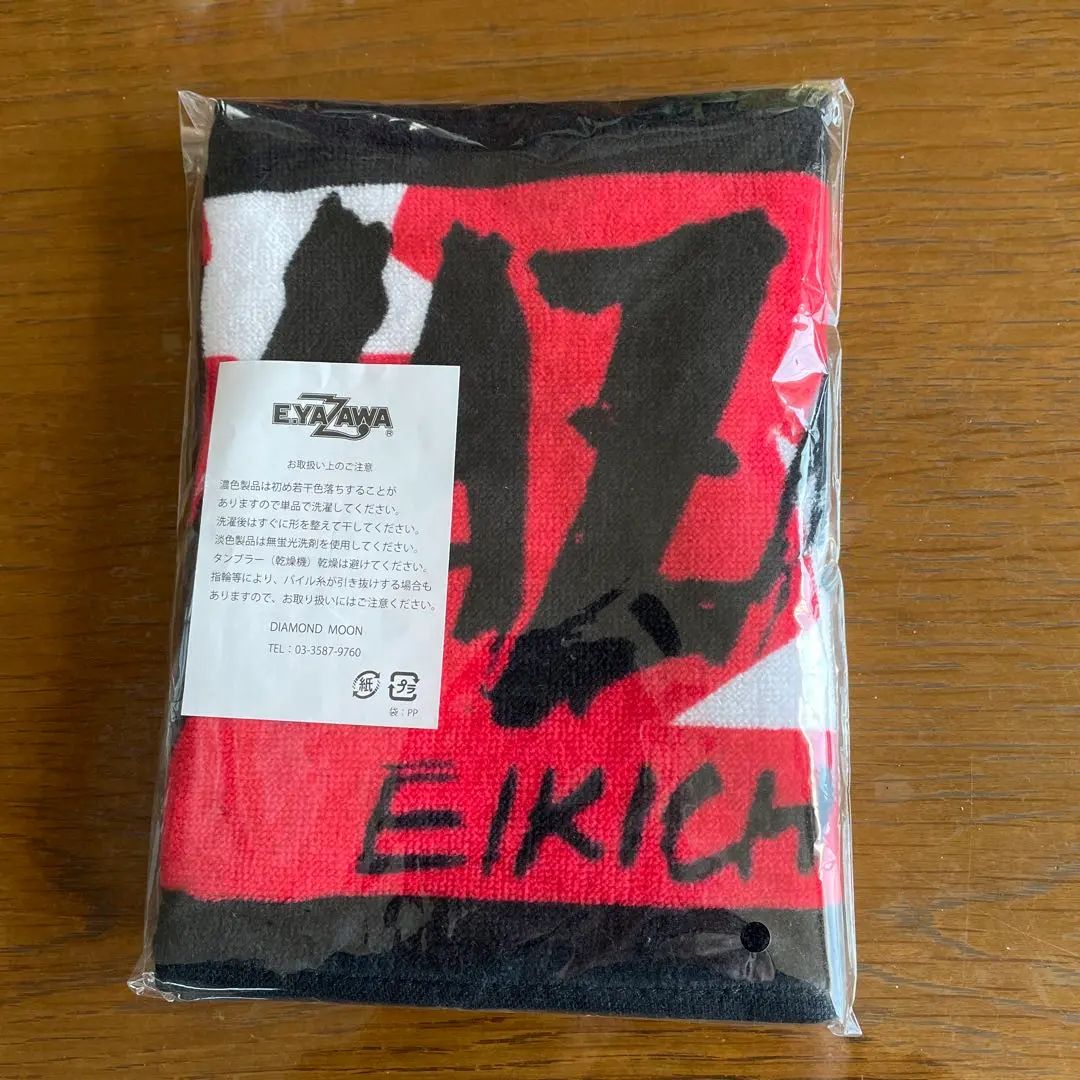 E.YAZAWA
®
お取扱い上のご注意
濃色製品は初め若干色落ちすることが
ありますので単品で洗濯してください。
洗濯後はすぐに形を整えて干してください。
淡色製品は無蛍光洗剤を使用してください。
タンブラー（乾燥機）乾燥は避けてください。
指輪等により、パイル糸が引き抜けする場合も
ありますので、お取り扱いにはご注意ください。
DIAMOND MOON
TEL：03-3587-9760
紙 プラ
袋：PP
EIKICH